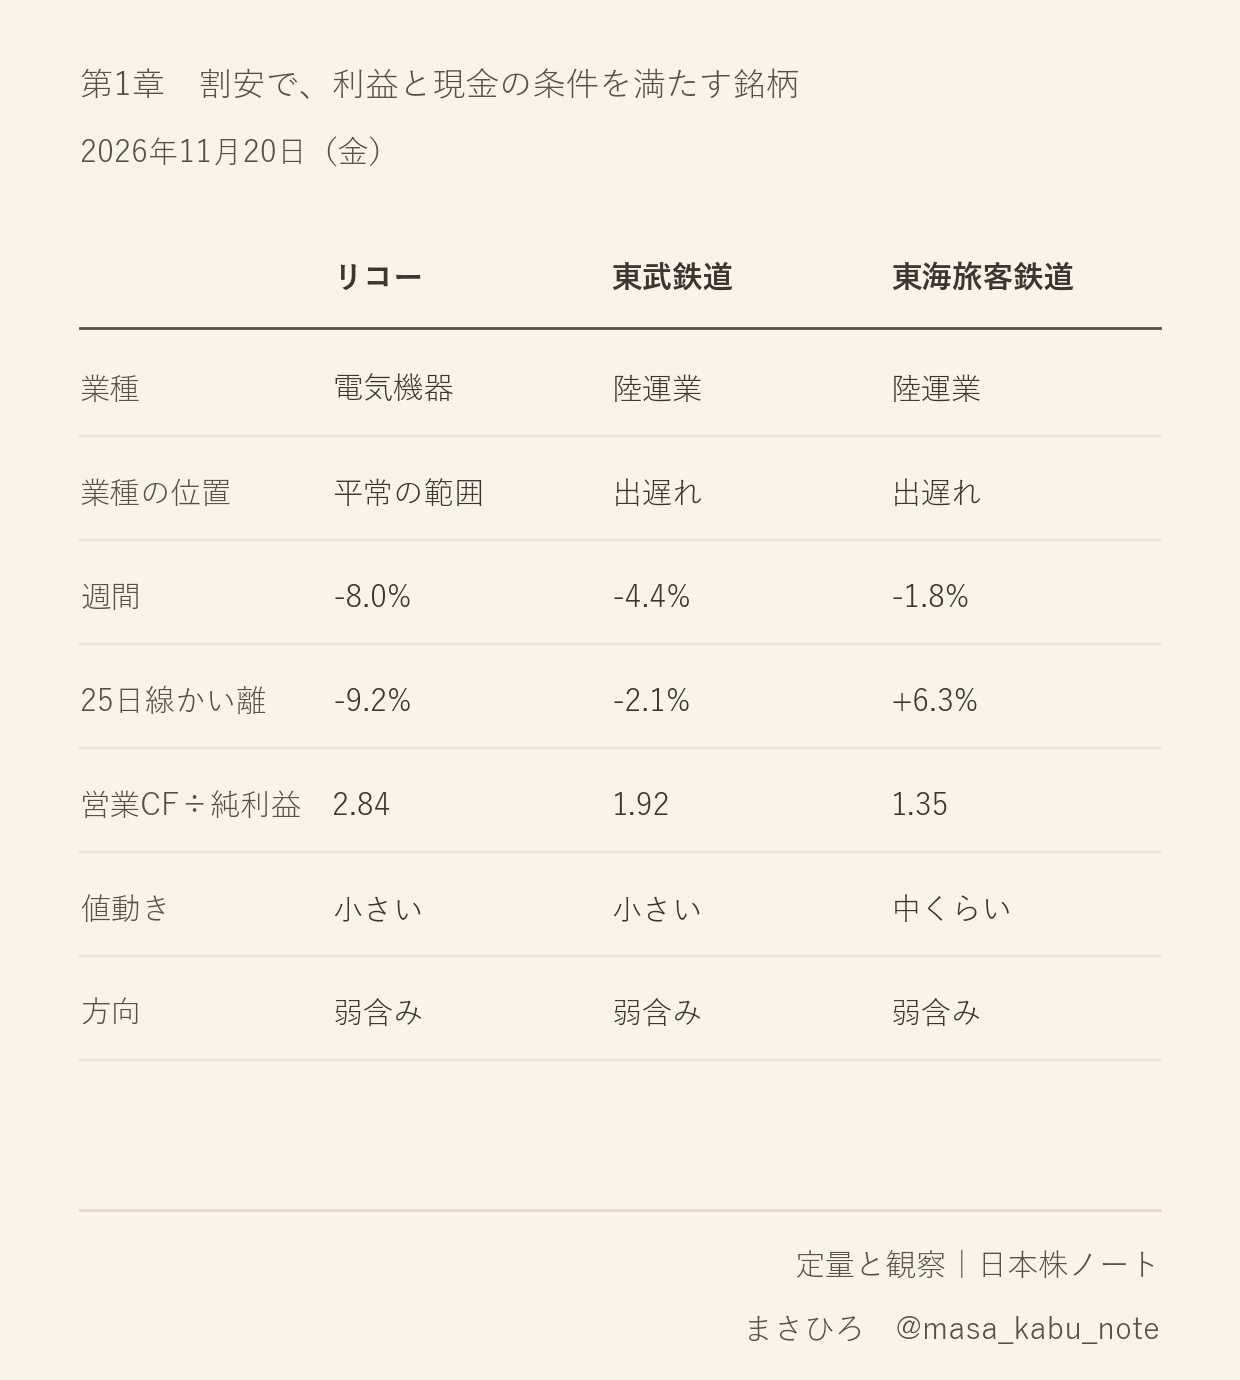 第1章　割安で、利益と現金の条件を満たす銘柄
2026年11月20日（金）
リコー　東武鉄道　東海旅客鉄道
業種　電気機器　陸運業　陸運業
業種の位置　平常の範囲　出遅れ　出遅れ
週間　-8.0%　-4.4%　-1.8%
25日線かい離　-9.2%　-2.1%　+6.3%
営業CF÷純利益　2.84　1.92　1.35
値動き　小さい　小さい　中くらい
方向　弱含み　弱含み　弱含み
定量と観察｜日本株ノート
まさひろ　@masa_kabu_note